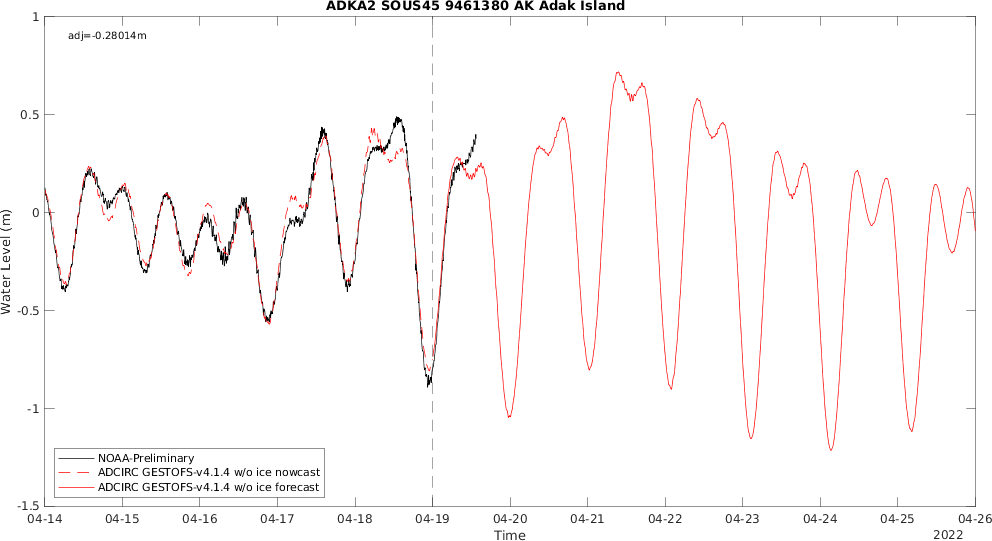 ADKA2 SOUS45 9461380 AK Adak Island
adj=-0.28014m
1
0.5
0
-0.5
-1
-1.5
Water Level (m)
NOAA-Preliminary
ADCIRC GESTOFS-v4.1.4 w/o ice nowcast
ADCIRC GESTOFS-v4.1.4 w/o ice forecast
04-14 04-15 04-16 04-17 04-18 04-19 04-20 04-21 04-22 04-23 04-24 04-25 04-26
Time
2022